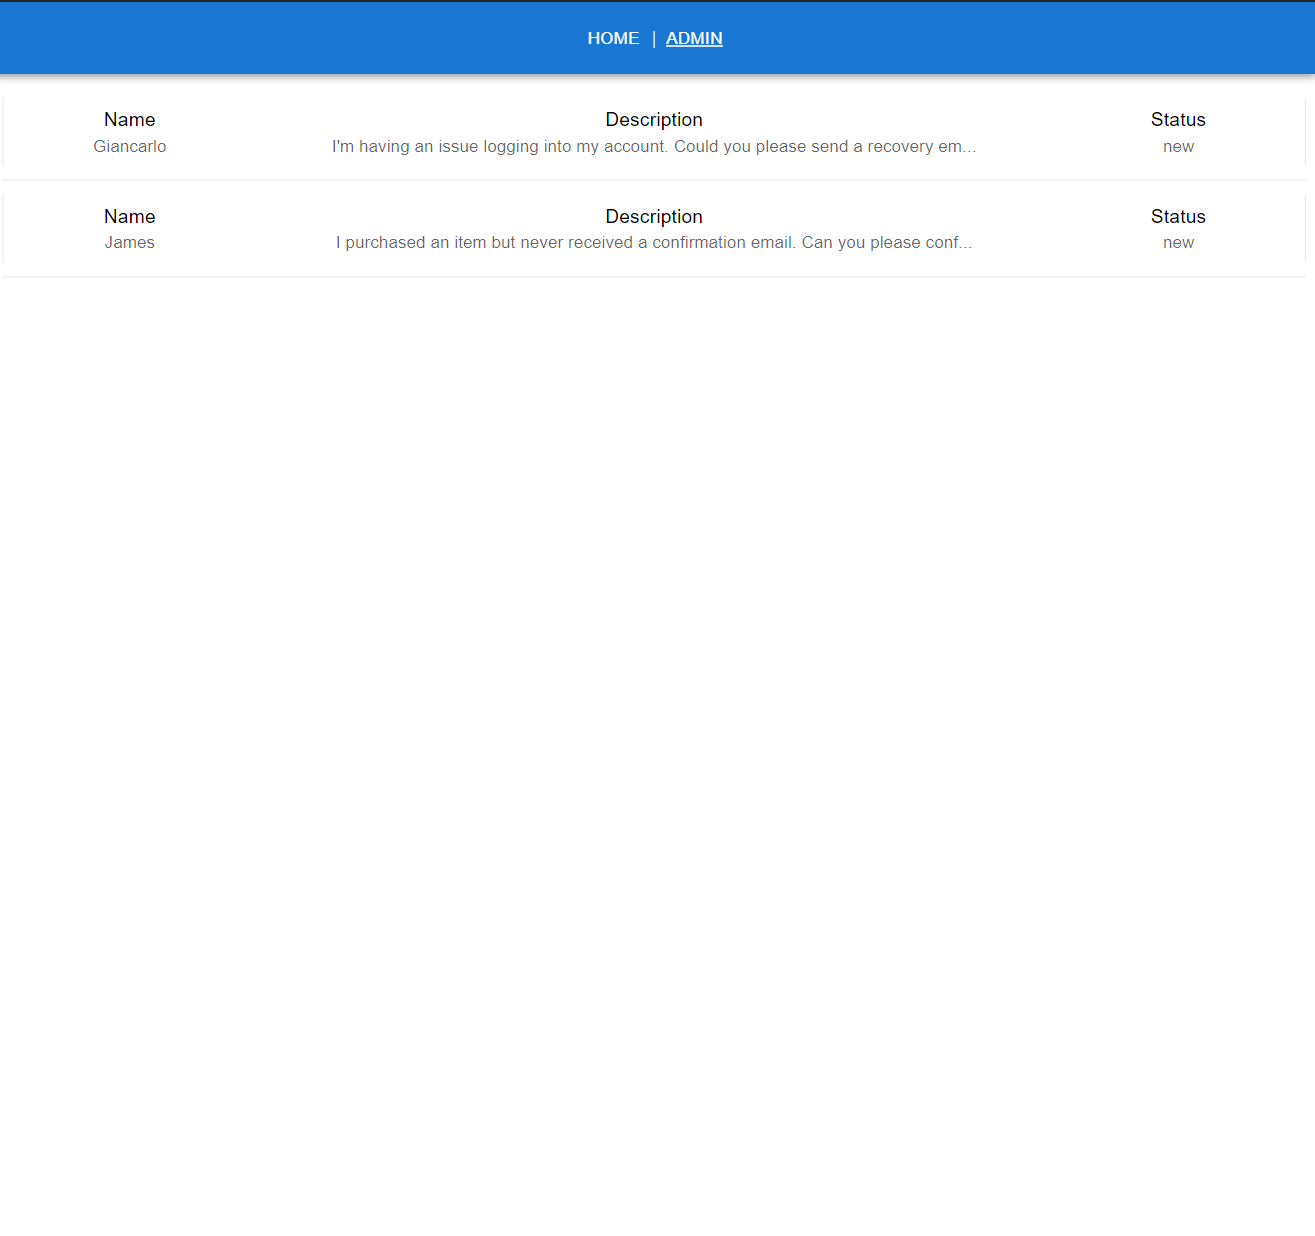 HOME | ADMIN
Name Description Status
Giancarlo I'm having an issue logging into my account. Could you please send a recovery em... new
Name Description Status
James I purchased an item but never received a confirmation email. Can you please conf... new